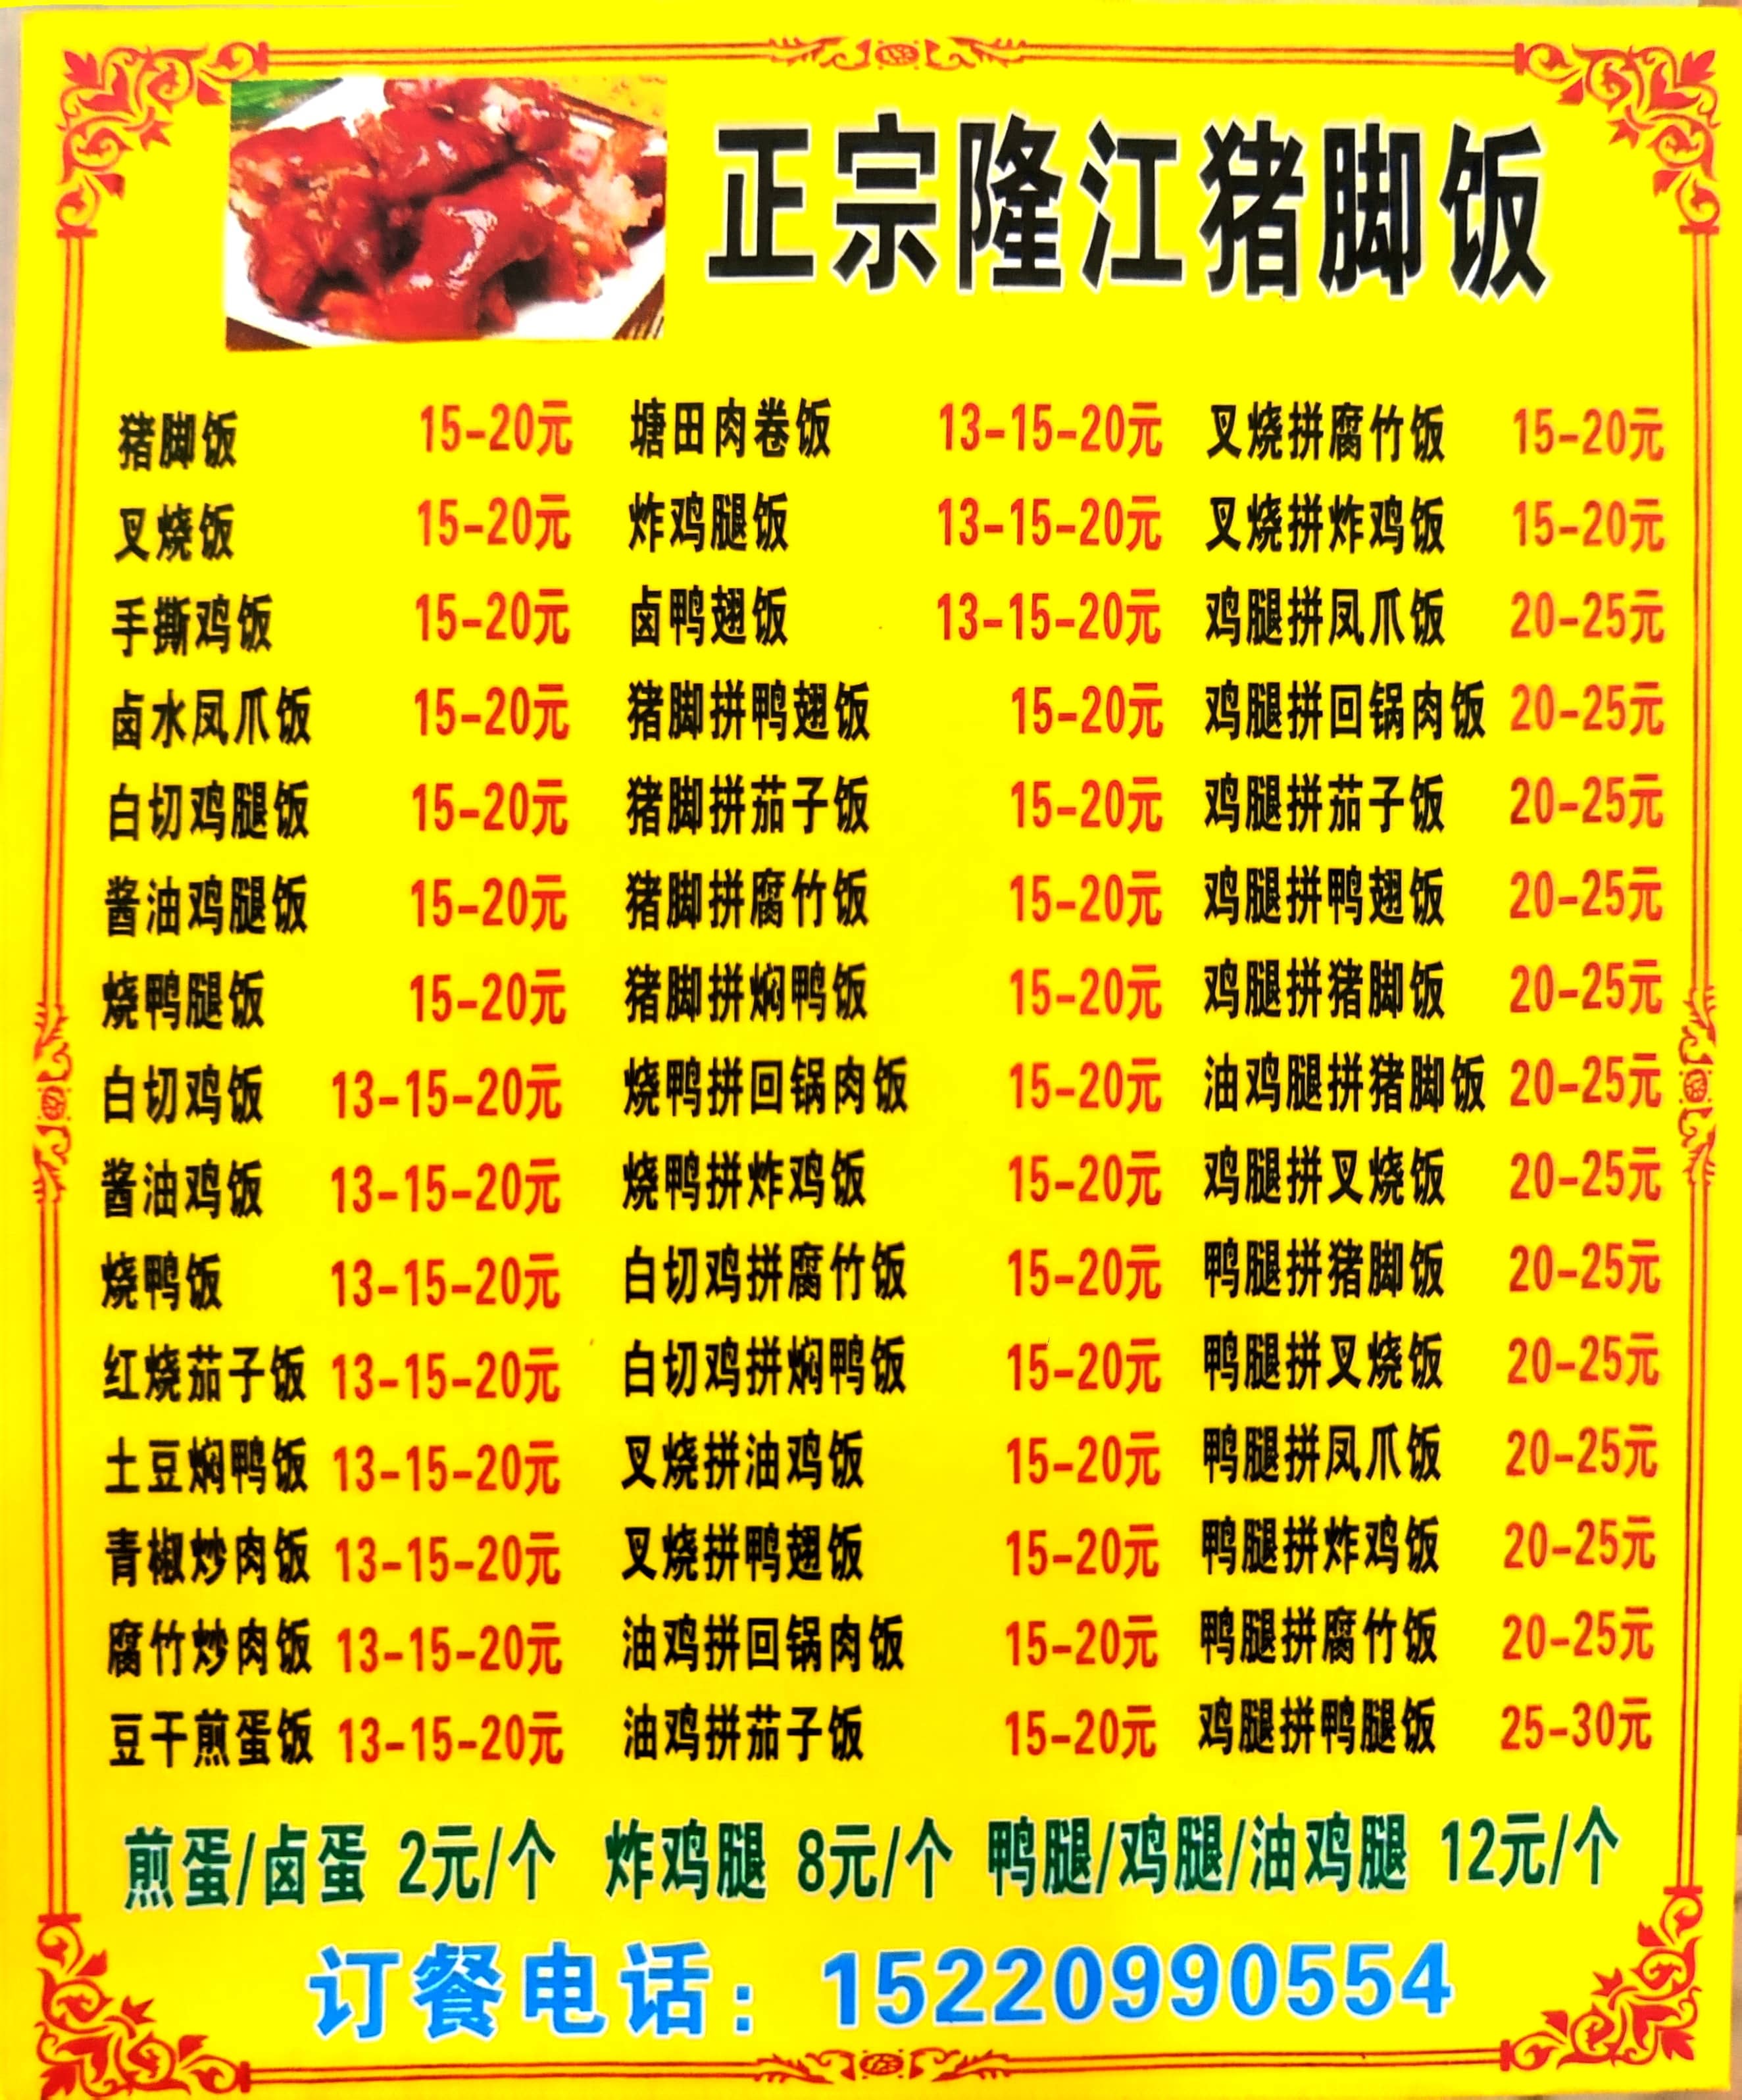 正宗隆江猪脚饭
猪脚饭 15-20元
叉烧饭 15-20元
手撕鸡饭 15-20元
卤水凤爪饭 15-20元
白切鸡腿饭 15-20元
酱油鸡腿饭 15-20元
烧鸭腿饭 15-20元
白切鸡饭 13-15-20元
酱油鸡饭 13-15-20元
烧鸭饭 13-15-20元
红烧茄子饭 13-15-20元
土豆焖鸭饭 13-15-20元
青椒炒肉饭 13-15-20元
腐竹炒肉饭 13-15-20元
豆干煎蛋饭 13-15-20元
塘田肉卷饭 13-15-20元
炸鸡腿饭 13-15-20元
卤鸭翅饭 13-15-20元
猪脚拼鸭翅饭 15-20元
猪脚拼茄子饭 15-20元
猪脚拼腐竹饭 15-20元
猪脚拼焖鸭饭 15-20元
烧鸭拼回锅肉饭 15-20元
烧鸭拼炸鸡饭 15-20元
白切鸡拼腐竹饭 15-20元
白切鸡拼焖鸭饭 15-20元
叉烧拼油鸡饭 15-20元
叉烧拼鸭翅饭 15-20元
油鸡拼回锅肉饭 15-20元
油鸡拼茄子饭 15-20元
叉烧拼腐竹饭 15-20元
叉烧拼炸鸡饭 15-20元
鸡腿拼凤爪饭 20-25元
鸡腿拼回锅肉饭 20-25元
鸡腿拼茄子饭 20-25元
鸡腿拼鸭翅饭 20-25元
鸡腿拼猪脚饭 20-25元
油鸡腿拼猪脚饭 20-25元
鸡腿拼叉烧饭 20-25元
鸭腿拼猪脚饭 20-25元
鸭腿拼叉烧饭 20-25元
鸭腿拼凤爪饭 20-25元
鸭腿拼炸鸡饭 20-25元
鸭腿拼腐竹饭 20-25元
鸡腿拼鸭腿饭 25-30元
煎蛋/卤蛋 2元/个 炸鸡腿 8元/个 鸭腿/鸡腿/油鸡腿 12元/个
订餐电话：15220990554